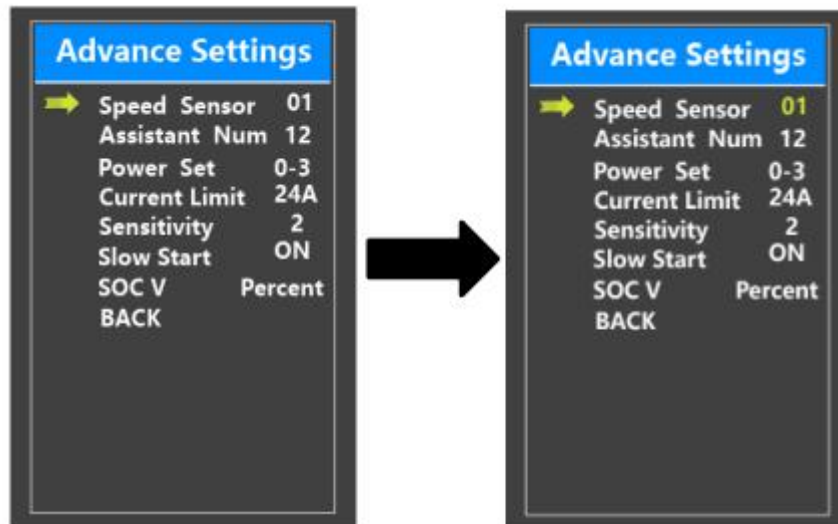 Advance Settings
Speed Sensor 01
Assistant Num 12
Power Set 0-3
Current Limit 24A
Sensitivity 2
Slow Start ON
SOC V Percent
BACK
Advance Settings
Speed Sensor 01
Assistant Num 12
Power Set 0-3
Current Limit 24A
Sensitivity 2
Slow Start ON
SOC V Percent
BACK